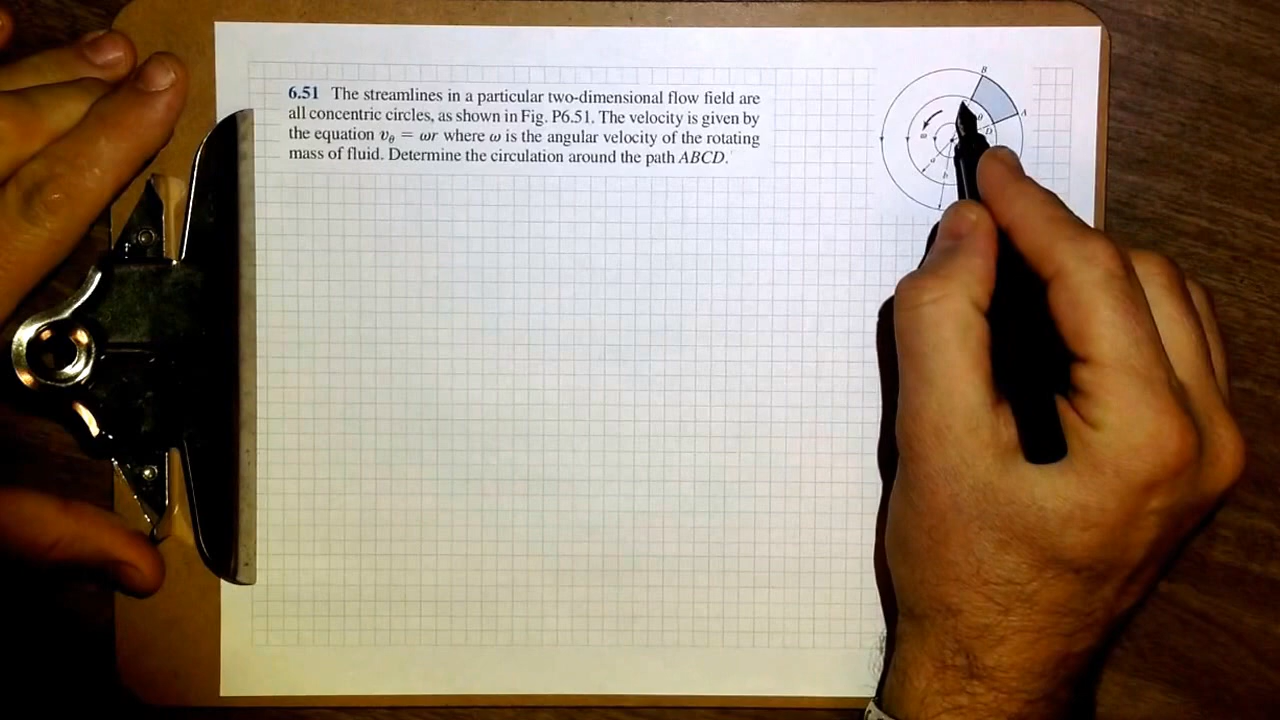 6.51 The streamlines in a particular two-dimensional flow field are
all concentric circles, as shown in Fig. P6.51. The velocity is given by
the equation vθ = ωr where ω is the angular velocity of the rotating
mass of fluid. Determine the circulation around the path ABCD.
B
A
θ
D
ω
a
b